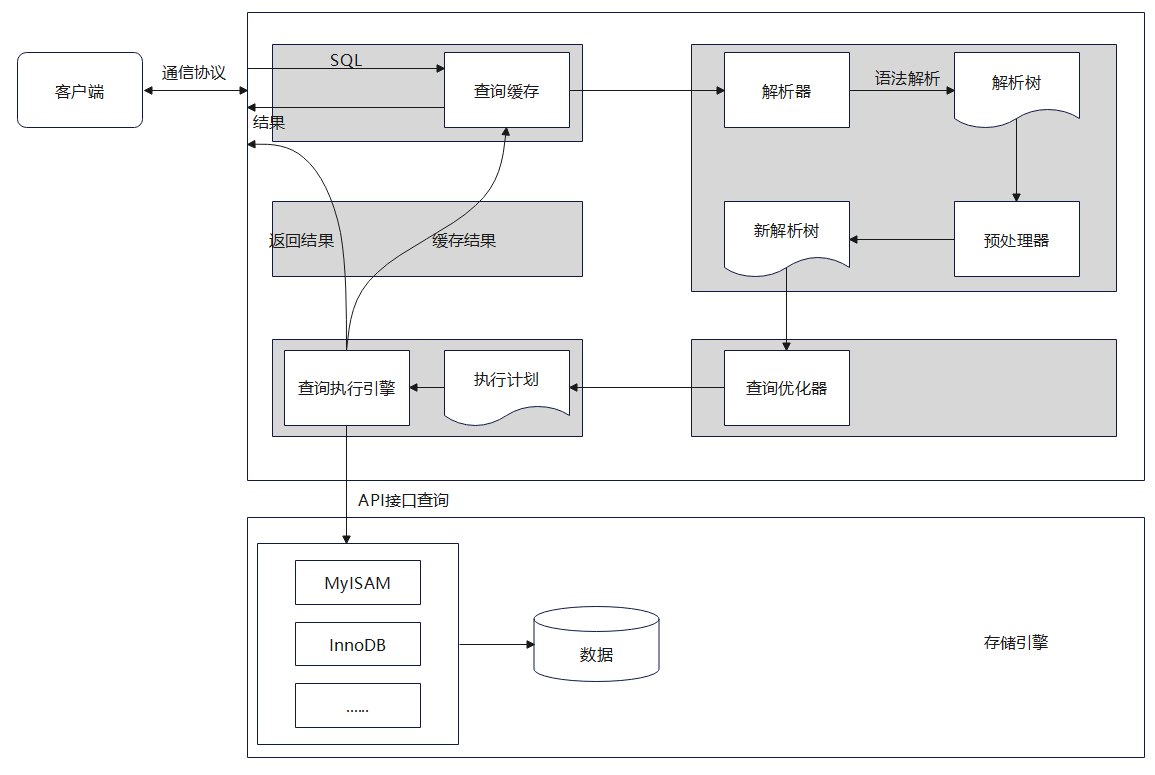 客户端
通信协议
SQL
查询缓存
结果
解析器
语法解析
解析树
返回结果
缓存结果
新解析树
预处理器
查询执行引擎
执行计划
查询优化器
API接口查询
MyISAM
InnoDB
......
数据
存储引擎